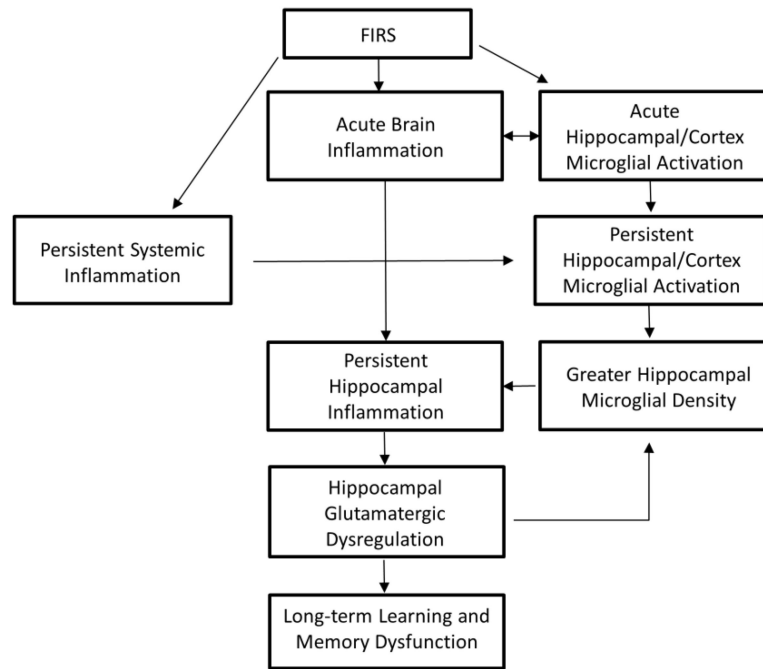 FIRS
Acute Brain
Inflammation
Acute
Hippocampal/Cortex
Microglial Activation
Persistent Systemic
Inflammation
Persistent
Hippocampal/Cortex
Microglial Activation
Persistent
Hippocampal
Inflammation
Greater Hippocampal
Microglial Density
Hippocampal
Glutamatergic
Dysregulation
Long-term Learning and
Memory Dysfunction